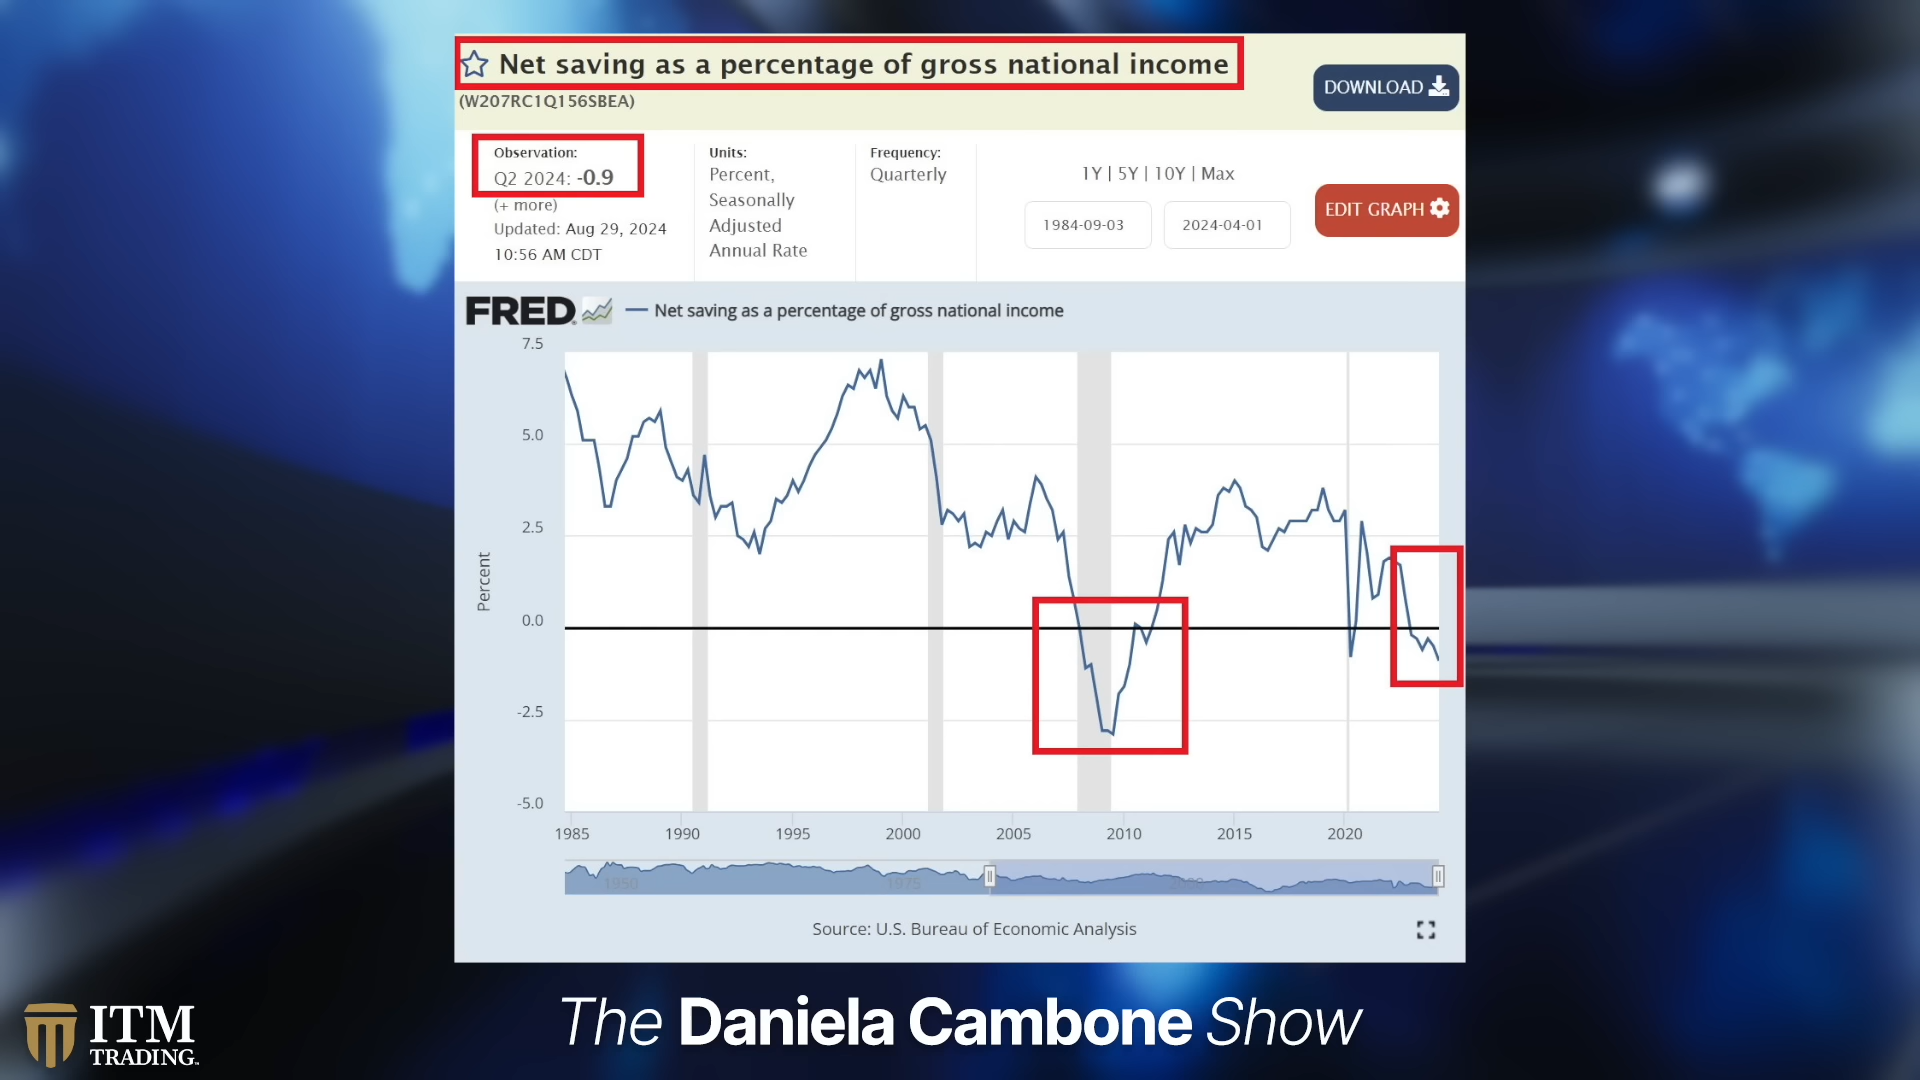 Net saving as a percentage of gross national income
(W207RC1Q156SBEA)
DOWNLOAD
Observation:
Q2 2024: -0.9
(+ more)
Updated: Aug 29, 2024
10:56 AM CDT
Units:
Percent,
Seasonally
Adjusted
Annual Rate
Frequency:
Quarterly
1Y | 5Y | 10Y | Max
1984-09-03
2024-04-01
EDIT GRAPH
FRED
Net saving as a percentage of gross national income
7.5
5.0
2.5
0.0
-2.5
-5.0
Percent
1985 1990 1995 2000 2005 2010 2015 2020
1950 1975
Source: U.S. Bureau of Economic Analysis
ITM
TRADING
The Daniela Cambone Show